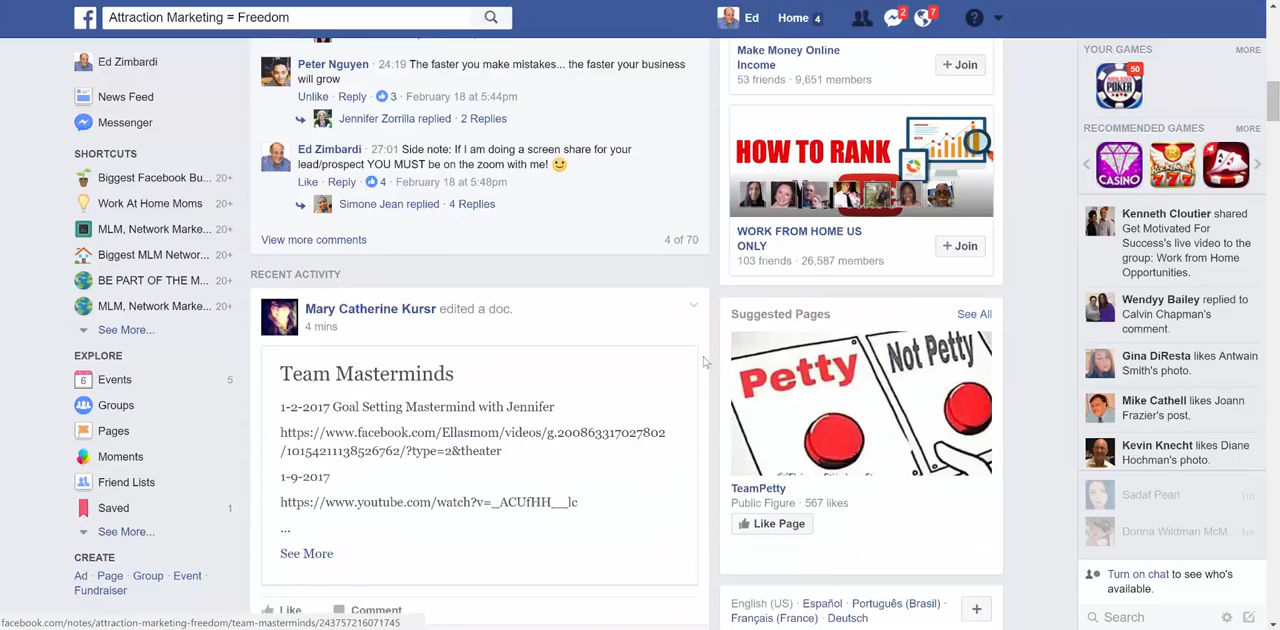 Attraction Marketing = Freedom
Ed
Home 4
2
7
?
Ed Zimbardi
News Feed
Messenger
SHORTCUTS
Biggest Facebook Bu... 20+
Work At Home Moms 20+
MLM, Network Marke... 20+
Biggest MLM Networ... 20+
BE PART OF THE M... 20+
MLM, Network Marke... 20+
See More...
EXPLORE
6 Events 5
Groups
Pages
Moments
Friend Lists
Saved 1
See More...
CREATE
Ad · Page · Group · Event ·
Fundraiser
Peter Nguyen · 24:19 The faster you make mistakes... the faster your business
will grow
Unlike · Reply · 3 · February 18 at 5:44pm
Jennifer Zorrilla replied · 2 Replies
Ed Zimbardi · 27:01 Side note: If I am doing a screen share for your
lead/prospect YOU MUST be on the zoom with me!
Like · Reply · 4 · February 18 at 5:48pm
Simone Jean replied · 4 Replies
View more comments 4 of 70
RECENT ACTIVITY
Mary Catherine Kursr edited a doc.
4 mins
Team Masterminds
1-2-2017 Goal Setting Mastermind with Jennifer
https://www.facebook.com/Ellasmom/videos/g.200863317027802
/10154211138526762/?type=2&theater
1-9-2017
https://www.youtube.com/watch?v=_ACUfHH__lc
...
See More
Like Comment
facebook.com/notes/attraction-marketing-freedom/team-masterminds/243757216071745
Make Money Online
Income
53 friends · 9,651 members
+ Join
HOW TO RANK
WORK FROM HOME US
ONLY
103 friends · 26,587 members
+ Join
Suggested Pages See All
Petty Not Petty
TeamPetty
Public Figure · 567 likes
Like Page
English (US) · Español · Português (Brasil) ·
Français (France) · Deutsch
+
YOUR GAMES MORE
50
POKER
RECOMMENDED GAMES MORE
CASINO
777
Kenneth Cloutier shared
Get Motivated For
Success's live video to the
group: Work from Home
Opportunities.
Wendyy Bailey replied to
Calvin Chapman's
comment.
Gina DiResta likes Antwain
Smith's photo.
Mike Cathell likes Joann
Frazier's post.
Kevin Knecht likes Diane
Hochman's photo.
Sadaf Pearl 1m
Donna Wildman McM... 1m
Turn on chat to see who's
available.
Search